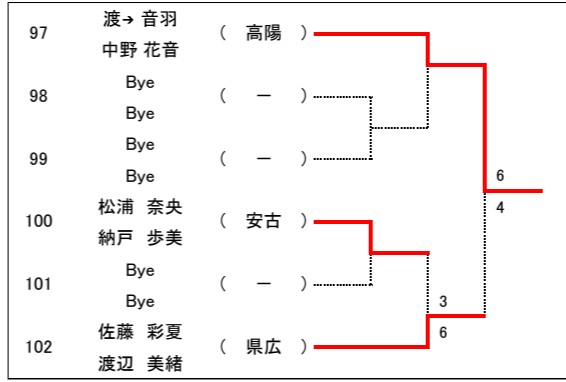 97 渡→ 音羽 ( 高陽 )
中野 花音
98 Bye ( ー )
Bye
99 Bye ( ー )
Bye
6
4
100 松浦 奈央 ( 安古 )
納戸 歩美
101 Bye ( ー )
Bye
3
6
102 佐藤 彩夏 ( 県広 )
渡辺 美緒